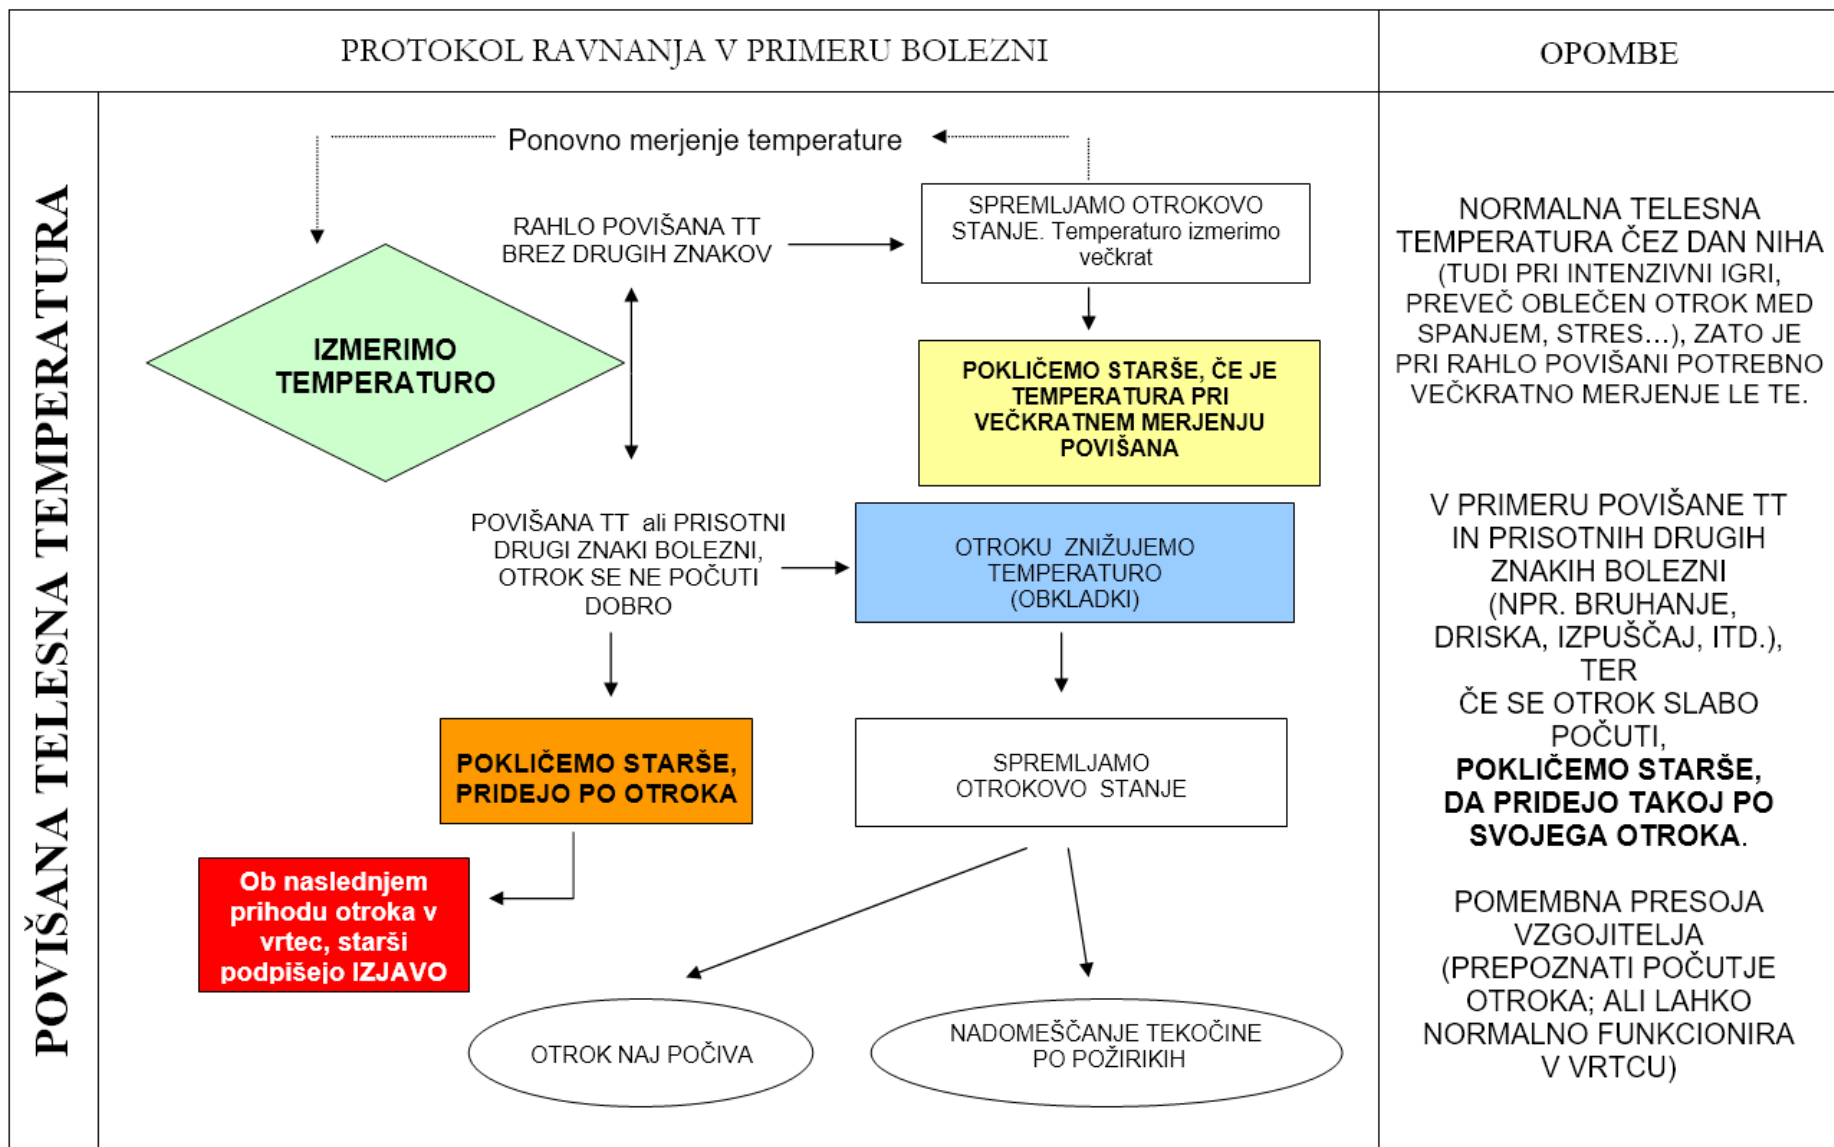 PROTOKOL RAVNANJA V PRIMERU BOLEZNI
OPOMBE
POVIŠANA TELESNA TEMPERATURA
Ponovno merjenje temperature
RAHLO POVIŠANA TT
BREZ DRUGIH ZNAKOV
SPREMLJAMO OTROKOVO
STANJE. Temperaturo izmerimo
večkrat
IZMERIMO
TEMPERATURO
POKLIČEMO STARŠE, ČE JE
TEMPERATURA PRI
VEČKRATNEM MERJENJU
POVIŠANA
POVIŠANA TT ali PRISOTNI
DRUGI ZNAKI BOLEZNI,
OTROK SE NE POČUTI
DOBRO
OTROKU ZNIŽUJEMO
TEMPERATURO
(OBKLADKI)
POKLIČEMO STARŠE,
PRIDEJO PO OTROKA
SPREMLJAMO
OTROKOVO STANJE
Ob naslednjem
prihodu otroka v
vrtec, starši
podpišejo IZJAVO
OTROK NAJ POČIVA
NADOMEŠČANJE TEKOČINE
PO POŽIRIKIH
NORMALNA TELESNA
TEMPERATURA ČEZ DAN NIHA
(TUDI PRI INTENZIVNI IGRI,
PREVEČ OBLEČEN OTROK MED
SPANJEM, STRES...), ZATO JE
PRI RAHLO POVIŠANI POTREBNO
VEČKRATNO MERJENJE LE TE.
V PRIMERU POVIŠANE TT
IN PRISOTNIH DRUGIH
ZNAKIH BOLEZNI
(NPR. BRUHANJE,
DRISKA, IZPUŠČAJ, ITD.),
TER
ČE SE OTROK SLABO
POČUTI,
POKLIČEMO STARŠE,
DA PRIDEJO TAKOJ PO
SVOJEGA OTROKA.
POMEMBNA PRESOJA
VZGOJITELJA
(PREPOZNATI POČUTJE
OTROKA; ALI LAHKO
NORMALNO FUNKCIONIRA
V VRTCU)